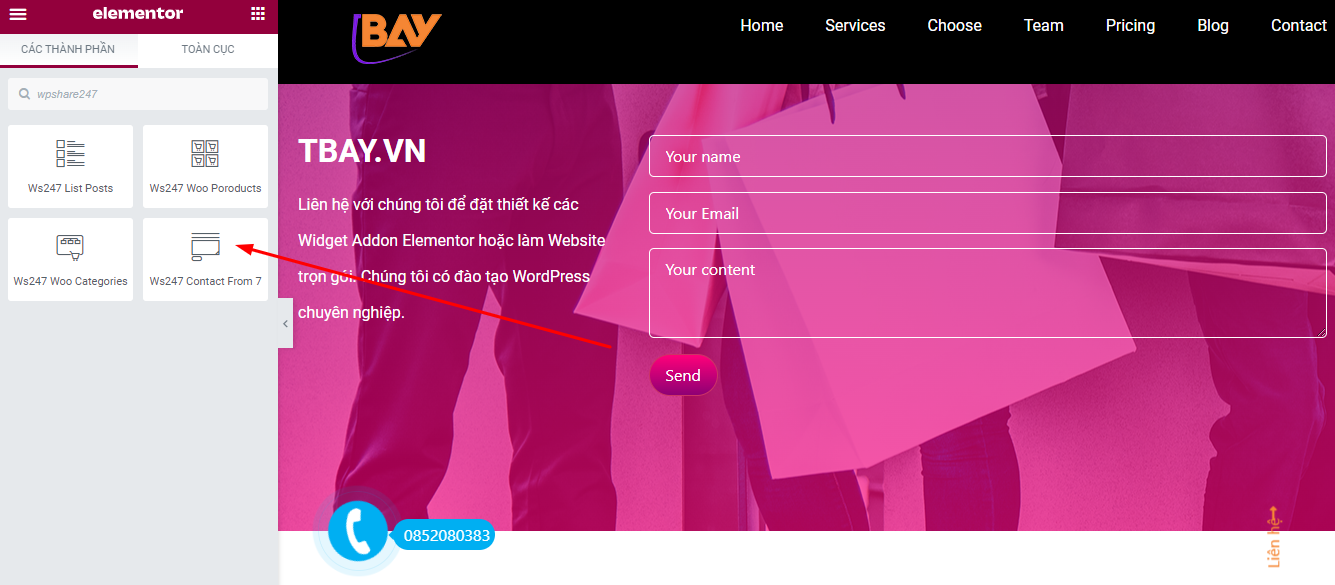 elementor
CÁC THÀNH PHẦN
TOÀN CỤC
wpshare247
Ws247 List Posts
Ws247 Woo Poroducts
Ws247 Woo Categories
Ws247 Contact From 7
BAY
Home Services Choose Team Pricing Blog Contact
TBAY.VN
Liên hệ với chúng tôi để đặt thiết kế các
Widget Addon Elementor hoặc làm Website
trọn gói. Chúng tôi có đào tạo WordPress
chuyên nghiệp.
Your name
Your Email
Your content
Send
0852080383
Liên hệ